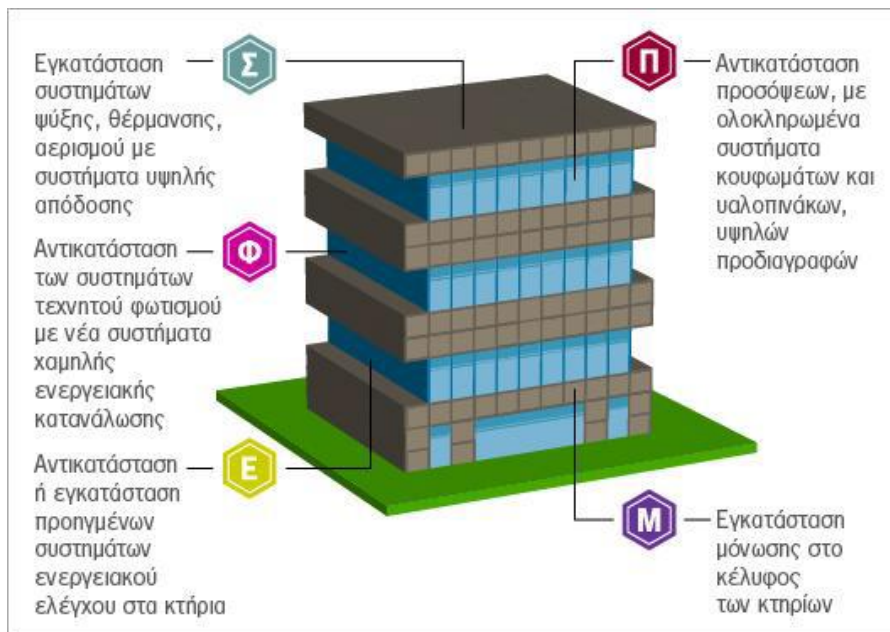 Σ
Εγκατάσταση
συστημάτων
ψύξης, θέρμανσης,
αερισμού με
συστήματα υψηλής
απόδοσης
Φ
Αντικατάσταση
των συστημάτων
τεχνητού φωτισμού
με νέα συστήματα
χαμηλής
ενεργειακής
κατανάλωσης
Ε
Αντικατάσταση
ή εγκατάσταση
προηγμένων
συστημάτων
ενεργειακού
ελέγχου στα κτήρια
Π
Αντικατάσταση
προσόψεων, με
ολοκληρωμένα
συστήματα
κουφωμάτων και
υαλοπινάκων,
υψηλών
προδιαγραφών
Μ
Εγκατάσταση
μόνωσης στο
κέλυφος
των κτηρίων